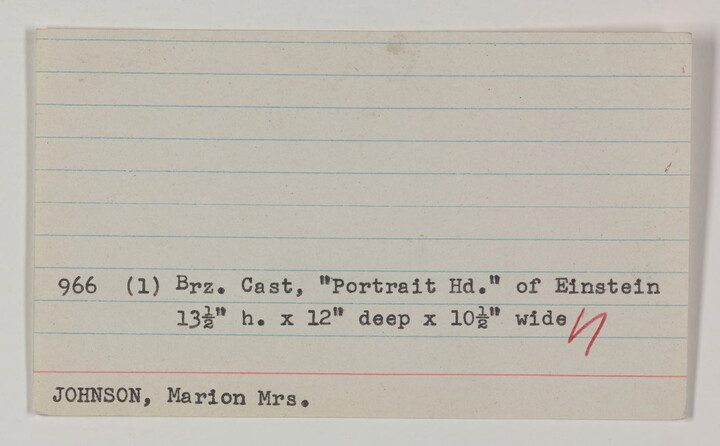 966 (1) Brz. Cast, "Portrait Hd." of Einstein
13½" h. x 12" deep x 10½" wide
JOHNSON, Marion Mrs.